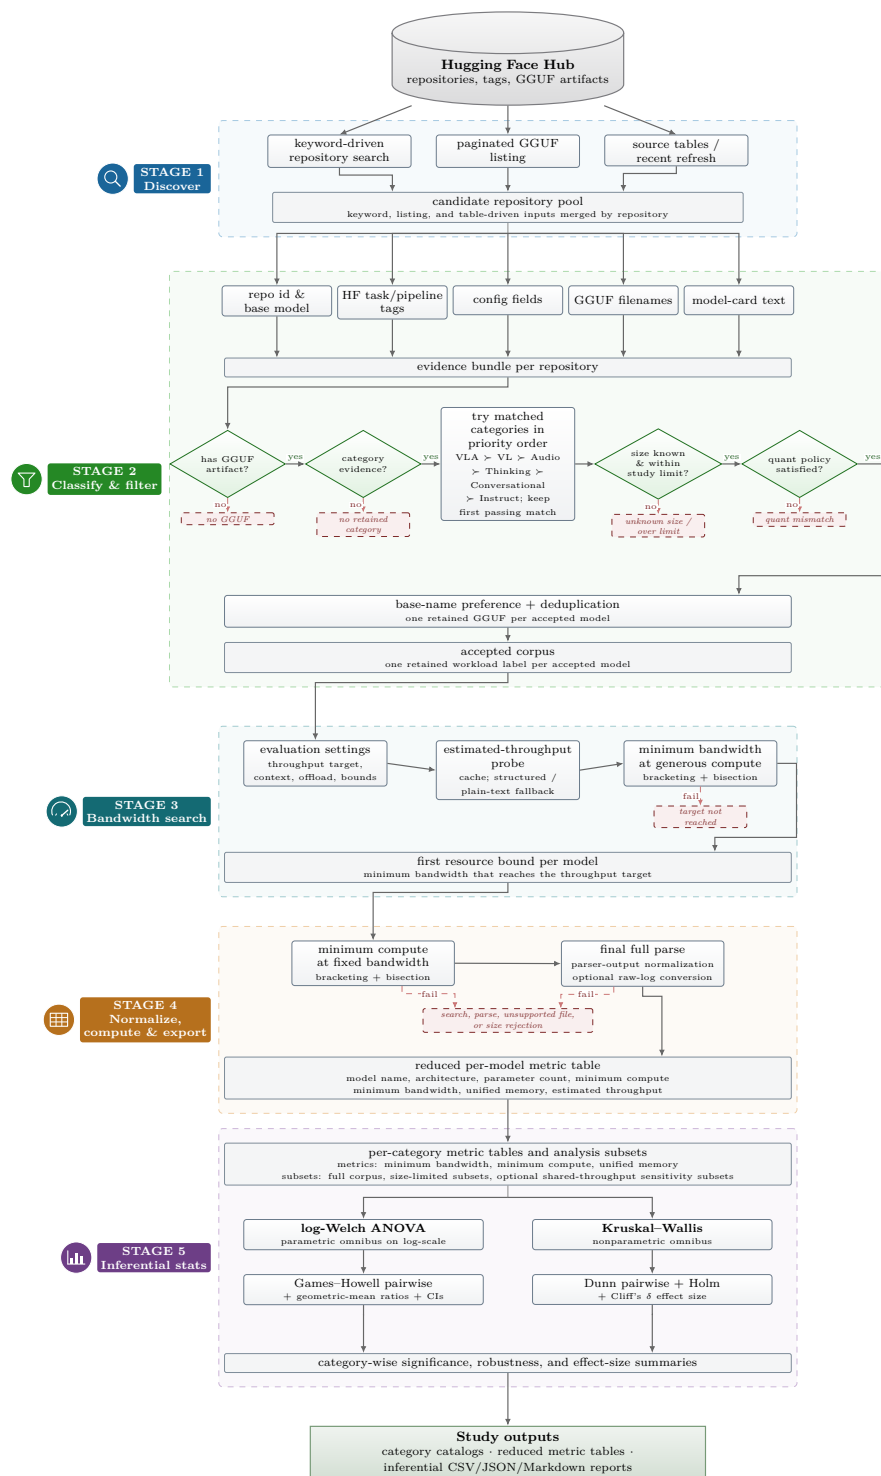 Hugging Face Hub
repositories, tags, GGUF artifacts
STAGE 1
Discover
keyword-driven
repository search
paginated GGUF
listing
source tables /
recent refresh
candidate repository pool
keyword, listing, and table-driven inputs merged by repository
STAGE 2
Classify & filter
repo id &
base model
HF task/pipeline
tags
config fields
GGUF filenames
model-card text
evidence bundle per repository
has GGUF
artifact?
yes
no
no GGUF
category
evidence?
yes
no
no retained
category
try matched
categories in
priority order
VLA ≻ VL ≻ Audio
≻ Thinking ≻
Conversational
≻ Instruct; keep
first passing match
size known
& within
study limit?
yes
no
unknown size /
over limit
quant policy
satisfied?
yes
no
quant mismatch
base-name preference + deduplication
one retained GGUF per accepted model
accepted corpus
one retained workload label per accepted model
STAGE 3
Bandwidth search
evaluation settings
throughput target,
context, offload, bounds
estimated-throughput
probe
cache; structured /
plain-text fallback
minimum bandwidth
at generous compute
bracketing + bisection
fail
target not
reached
first resource bound per model
minimum bandwidth that reaches the throughput target
STAGE 4
Normalize,
compute & export
minimum compute
at fixed bandwidth
bracketing + bisection
final full parse
parser-output normalization
optional raw-log conversion
fail
fail
search, parse, unsupported file,
or size rejection
reduced per-model metric table
model name, architecture, parameter count, minimum compute
minimum bandwidth, unified memory, estimated throughput
STAGE 5
Inferential stats
per-category metric tables and analysis subsets
metrics: minimum bandwidth, minimum compute, unified memory
subsets: full corpus, size-limited subsets, optional shared-throughput sensitivity subsets
log-Welch ANOVA
parametric omnibus on log-scale
Kruskal–Wallis
nonparametric omnibus
Games–Howell pairwise
+ geometric-mean ratios + CIs
Dunn pairwise + Holm
+ Cliff's δ effect size
category-wise significance, robustness, and effect-size summaries
Study outputs
category catalogs · reduced metric tables ·
inferential CSV/JSON/Markdown reports